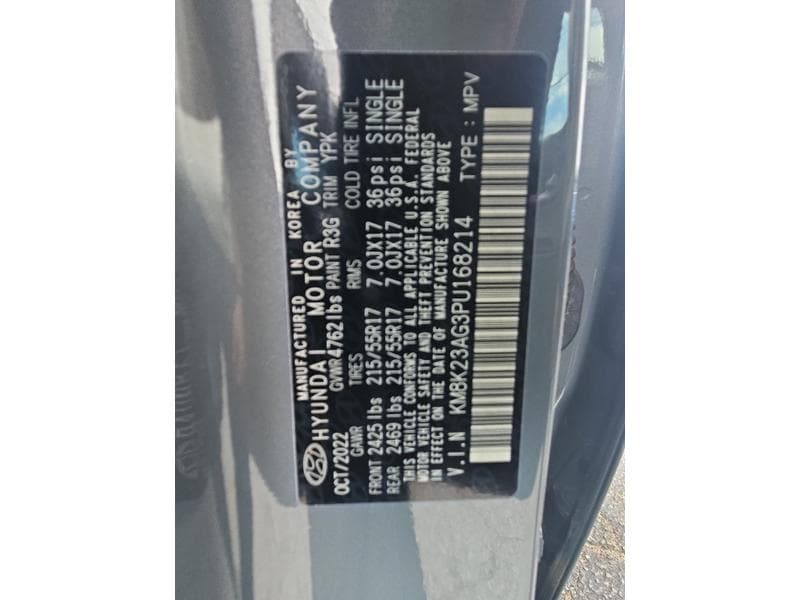 MANUFACTURED IN KOREA BY
HYUNDAI MOTOR COMPANY
OCT/2022 GVWR 4762 lbs PAINT R3G TRIM YPK
GAWR TIRES RIMS COLD TIRE INFL
FRONT 2425 lbs 215/55R17 7.0JX17 36psi SINGLE
REAR 2469 lbs 215/55R17 7.0JX17 36psi SINGLE
THIS VEHICLE CONFORMS TO ALL APPLICABLE U.S.A. FEDERAL
MOTOR VEHICLE SAFETY AND THEFT PREVENTION STANDARDS
IN EFFECT ON THE DATE OF MANUFACTURE SHOWN ABOVE
V.I.N KM8K23AG3PU168214 TYPE : MPV